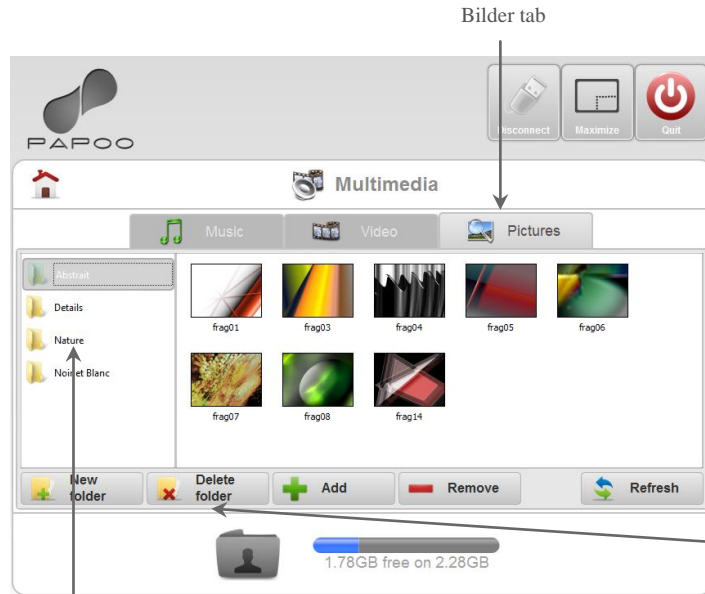 Bilder tab
PAPOO
Disconnect
Maximize
Quit
Multimedia
Music
Video
Pictures
Abstrait
Details
Nature
Noir et Blanc
frag01
frag03
frag04
frag05
frag06
frag07
frag08
frag14
New
folder
Delete
folder
Add
Remove
Refresh
1.78GB free on 2.28GB